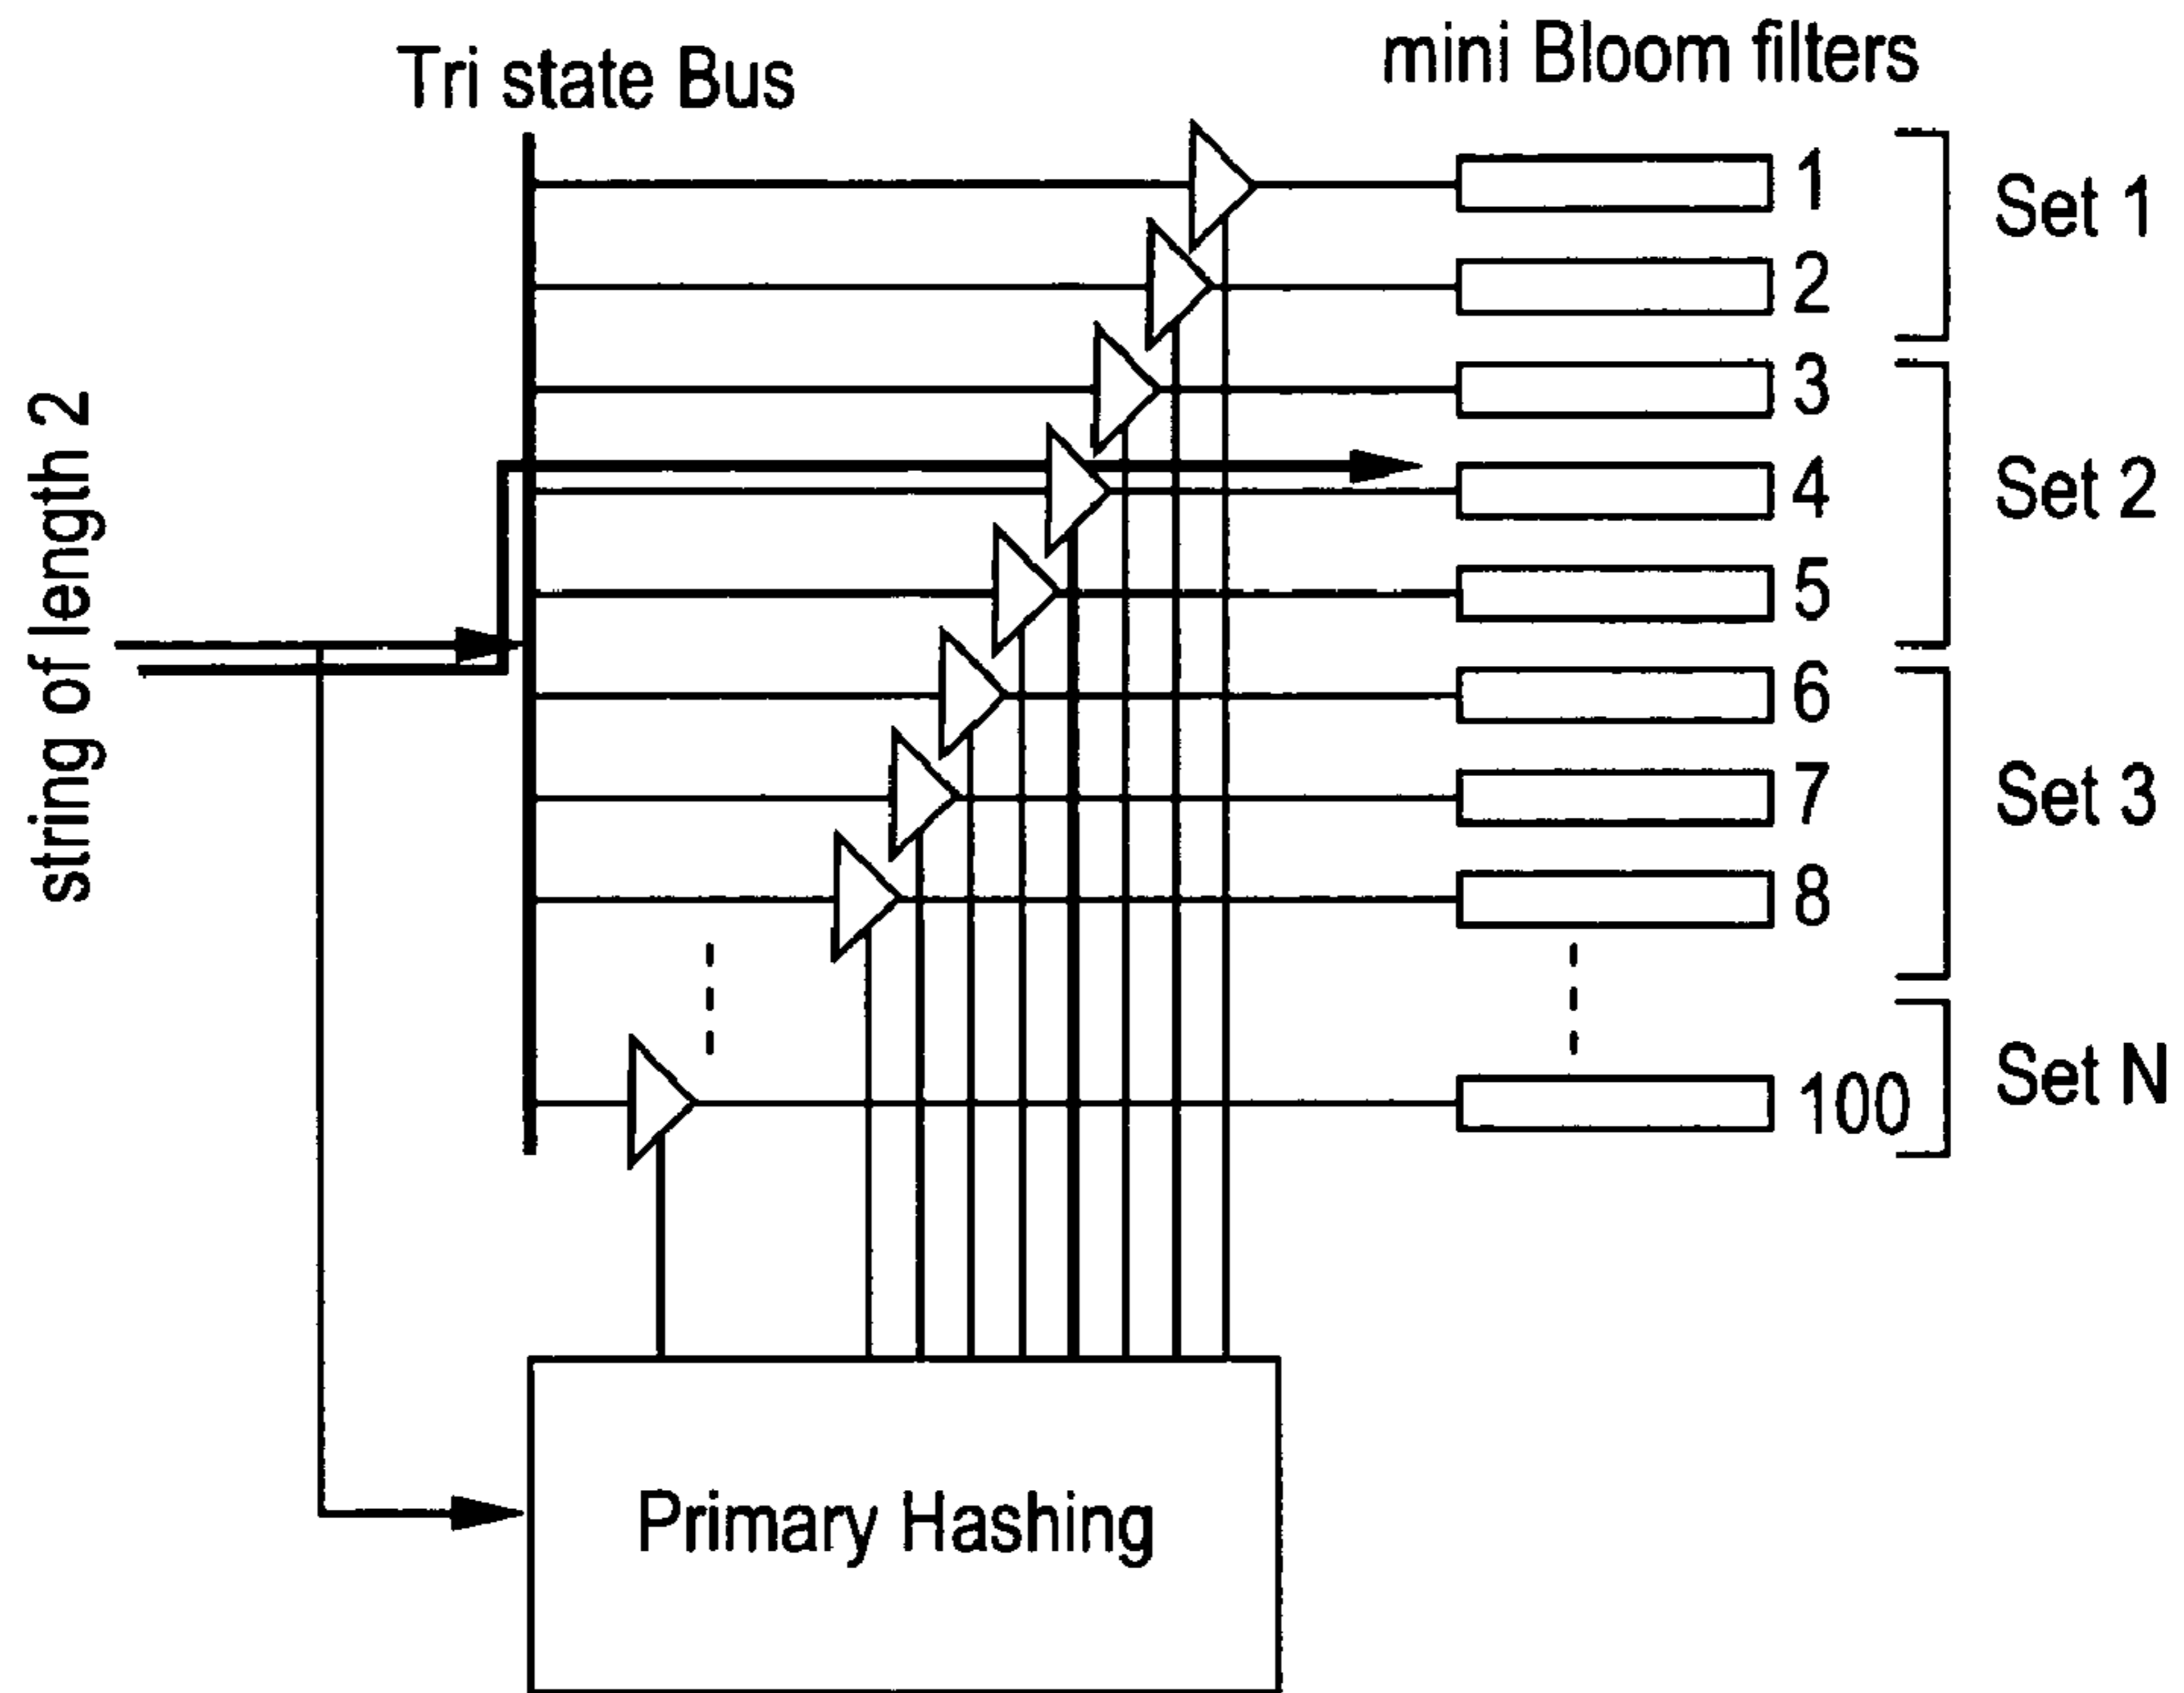 Tri state Bus
mini Bloom filters
string of length 2
1
2
Set 1
3
4
5
Set 2
6
7
8
Set 3
100
Set N
Primary Hashing